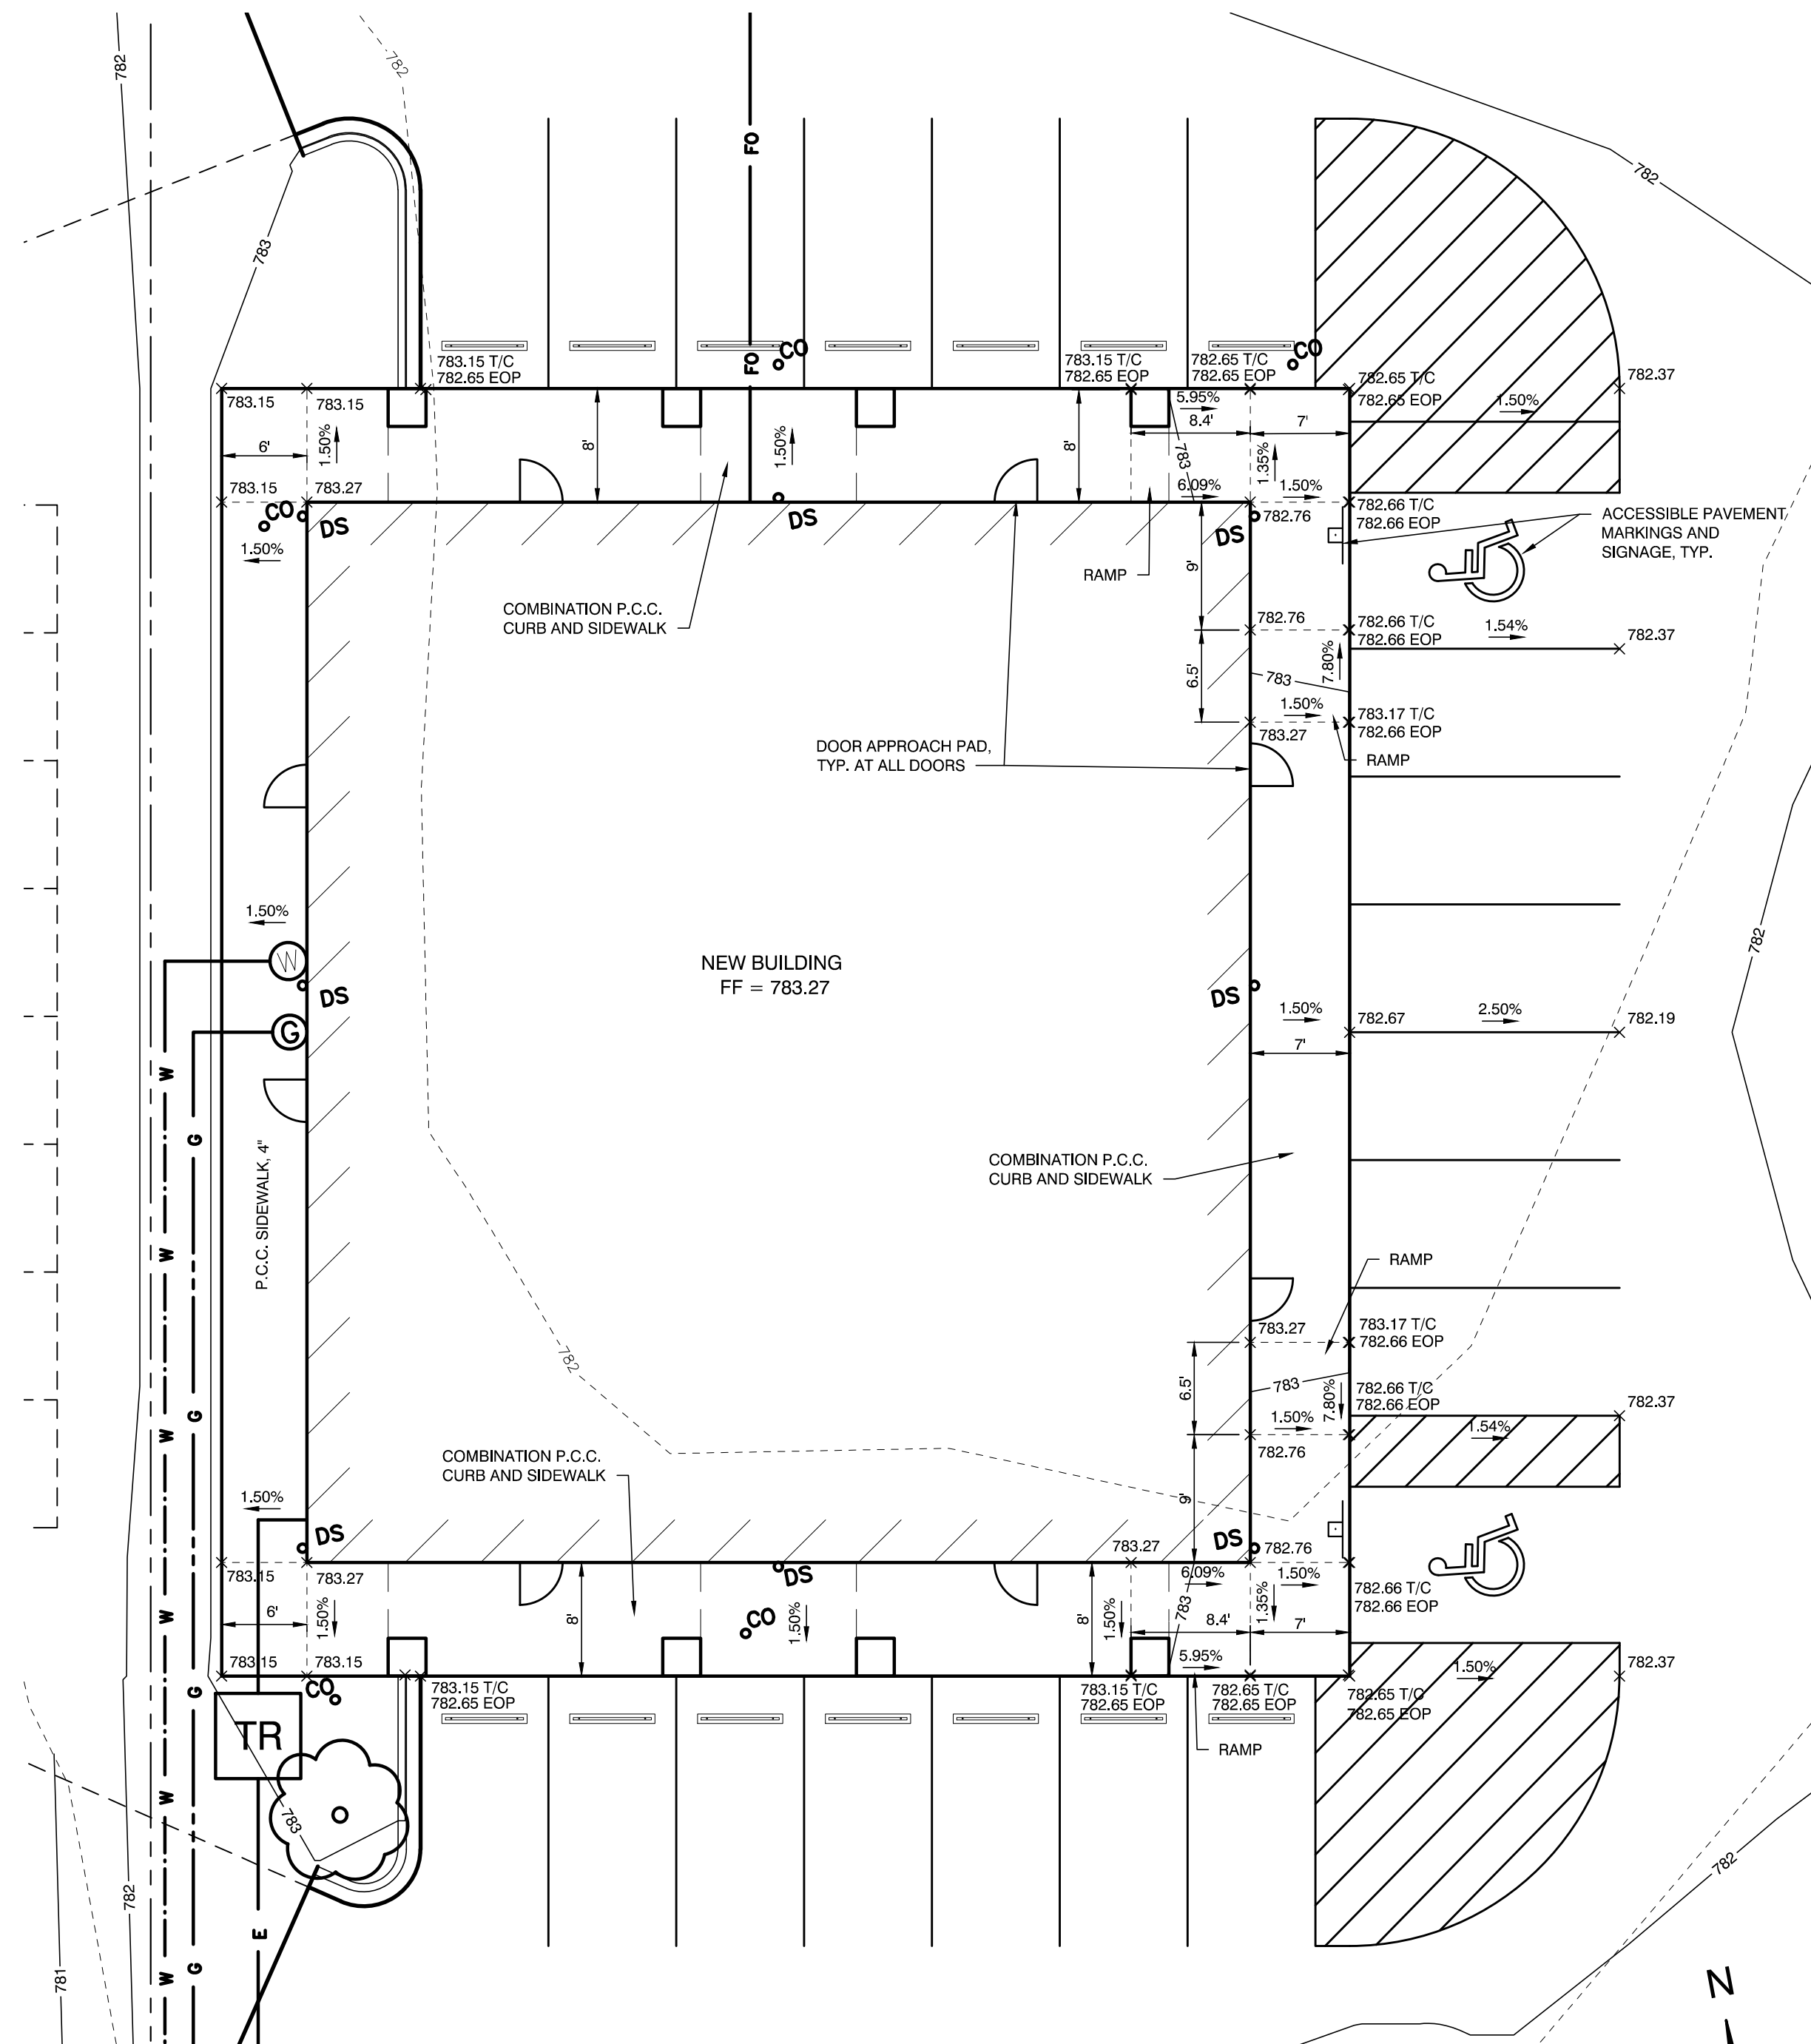 782
782
FO
782
783
CO
FO
CO
783.15 T/C
782.65 EOP
783.15 T/C
782.65 EOP
782.65 T/C
782.65 EOP
782.65 T/C
782.65 EOP
782.37
783.15
783.15
5.95%
1.50%
8.4'
7'
6'
1.50%
8'
1.50%
8'
783
1.35%
783.15
783.27
6.09%
1.50%
782.66 T/C
782.66 EOP
CO
DS
DS
DS
782.76
ACCESSIBLE PAVEMENT
MARKINGS AND
SIGNAGE, TYP.
1.50%
9'
RAMP
COMBINATION P.C.C.
CURB AND SIDEWALK
782.76
782.66 T/C
782.66 EOP
1.54%
782.37
6.5'
7.80%
783
1.50%
783.17 T/C
782.66 EOP
783.27
DOOR APPROACH PAD,
TYP. AT ALL DOORS
RAMP
1.50%
W
NEW BUILDING
FF = 783.27
782
DS
DS
G
1.50%
782.67
2.50%
782.19
7'
W
G
P.C.C. SIDEWALK, 4"
COMBINATION P.C.C.
CURB AND SIDEWALK
W
RAMP
783.27
783.17 T/C
782.66 EOP
782
6.5'
783
7.80%
782.66 T/C
782.66 EOP
782.37
W
G
1.50%
1.54%
782.76
COMBINATION P.C.C.
CURB AND SIDEWALK
1.50%
9'
DS
DS
783.27
782.76
783.15
783.27
DS
6.09%
1.50%
782.66 T/C
782.66 EOP
W
6'
1.50%
8'
CO
1.50%
8'
1.50%
783
8.4'
1.35%
7'
783.15
783.15
5.95%
1.50%
782.37
G
CO
783.15 T/C
782.65 EOP
783.15 T/C
782.65 EOP
782.65 T/C
782.65 EOP
782.65 T/C
782.65 EOP
TR
RAMP
W
783
782
782
E
W
G
781
N